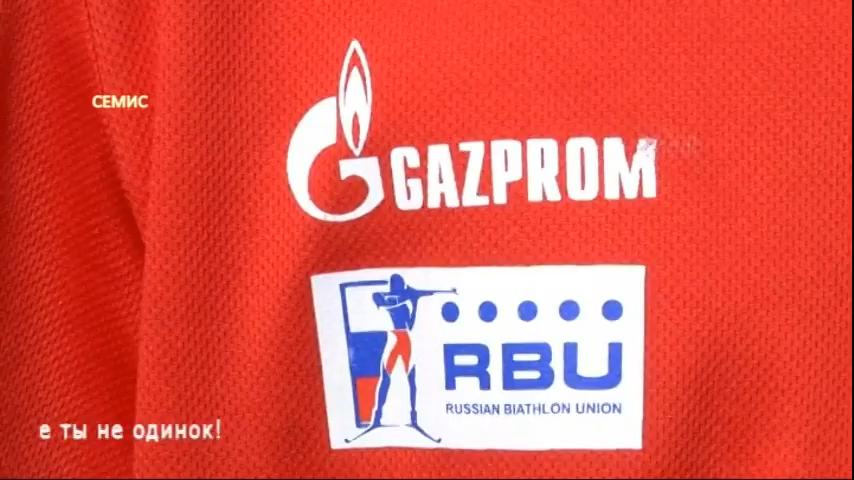 СЕМИС
GAZPROM
RBU
RUSSIAN BIATHLON UNION
е ты не одинок!